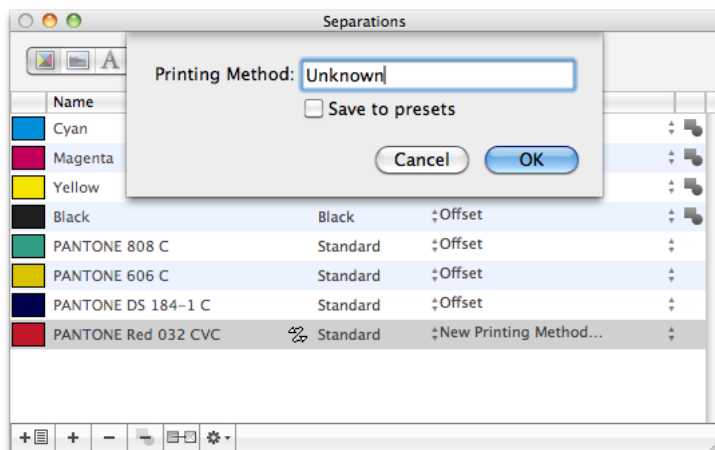 Separations
A
Printing Method: Unknown
Save to presets
Cancel OK
Name
Cyan
Magenta
Yellow
Black Black Offset
PANTONE 808 C Standard Offset
PANTONE 606 C Standard Offset
PANTONE DS 184-1 C Standard Offset
PANTONE Red 032 CVC Standard New Printing Method...